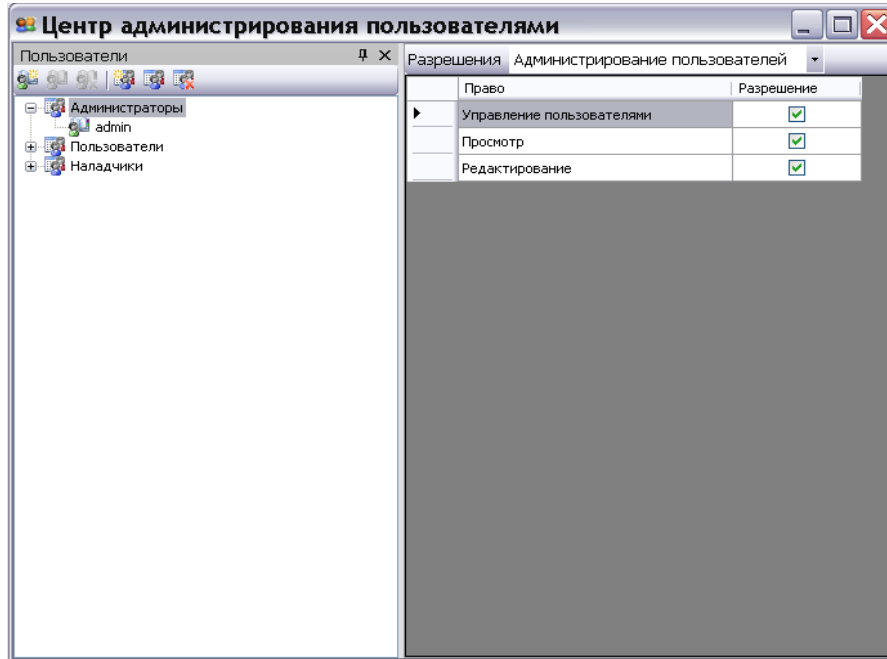 Центр администрирования пользователями
Пользователи
Администраторы
admin
Пользователи
Наладчики
Разрешения Администрирование пользователей
Право Разрешение
Управление пользователями
Просмотр
Редактирование